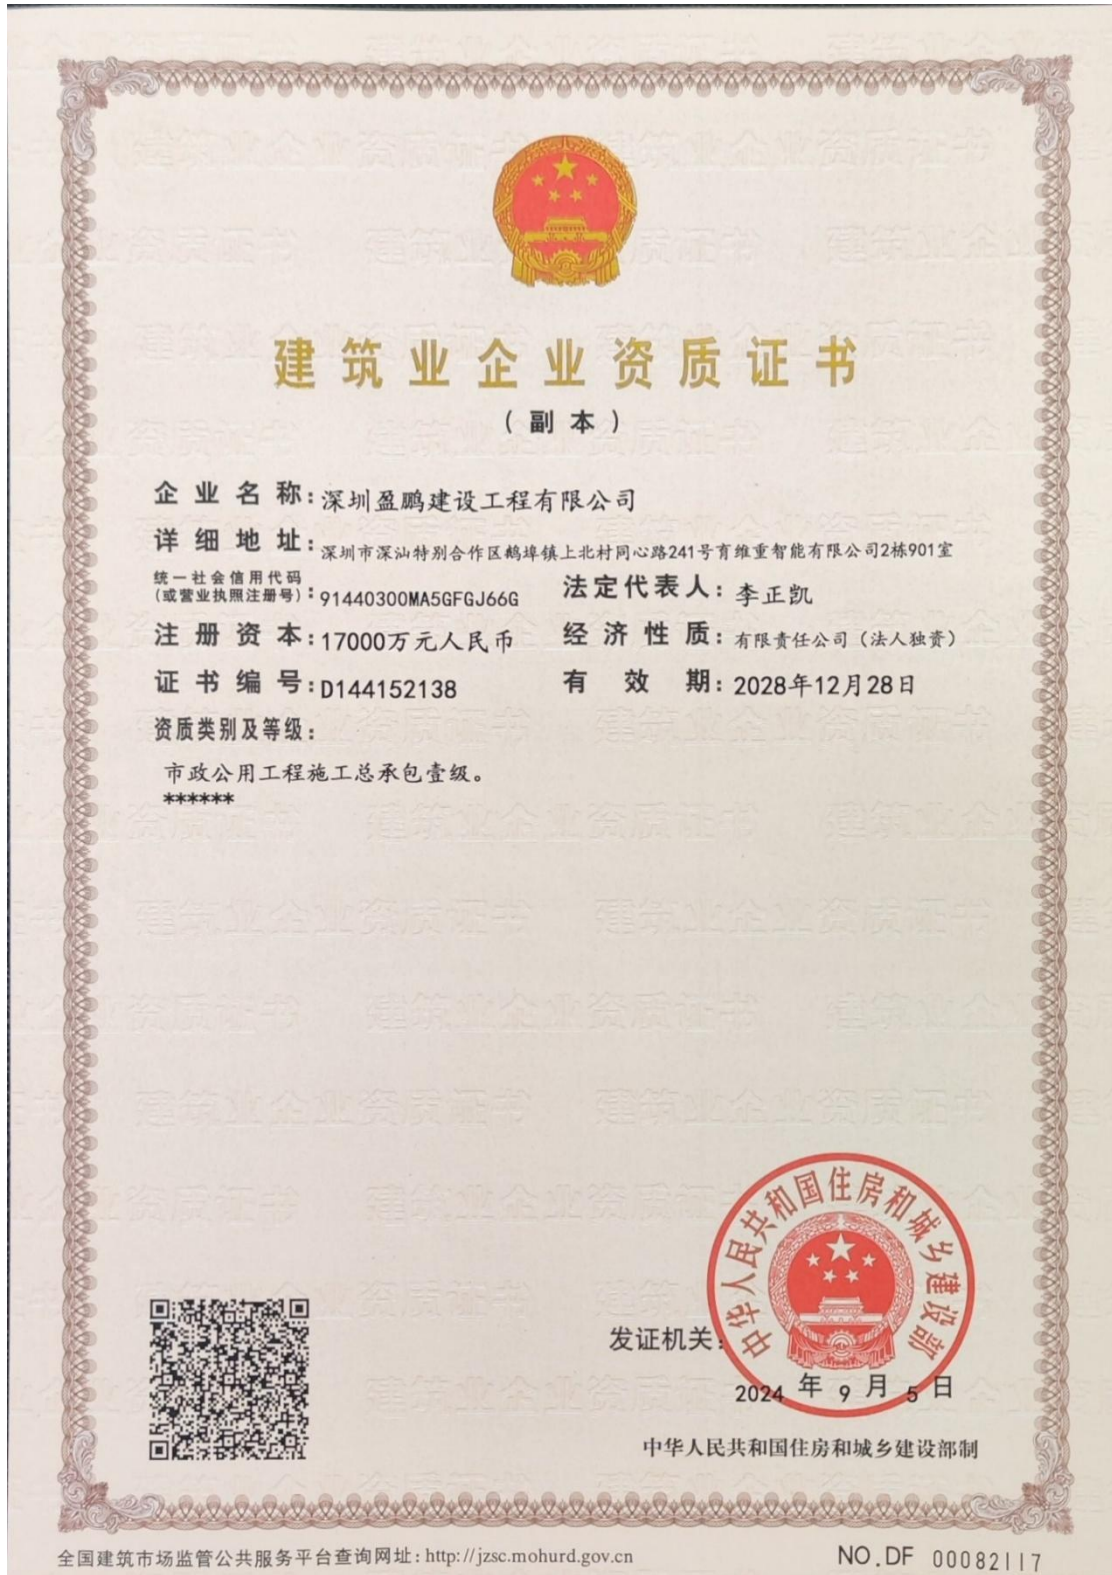 建筑业企业资质证书
（副本）
企业名称：深圳盈鹏建设工程有限公司
详细地址：深圳市深汕特别合作区鹅埠镇上北村同心路241号育维重智能有限公司2栋901室
统一社会信用代码
（或营业执照注册号）：91440300MA5GFGJ66G 法定代表人：李正凯
注册资本：17000万元人民币 经济性质：有限责任公司（法人独资）
证书编号：D144152138 有效期：2028年12月28日
资质类别及等级：
市政公用工程施工总承包壹级。
******
中华人民共和国住房和城乡建设部
发证机关：
2024 年 9 月 5 日
中华人民共和国住房和城乡建设部制
全国建筑市场监管公共服务平台查询网址：http://jzsc.mohurd.gov.cn NO.DF 00082117